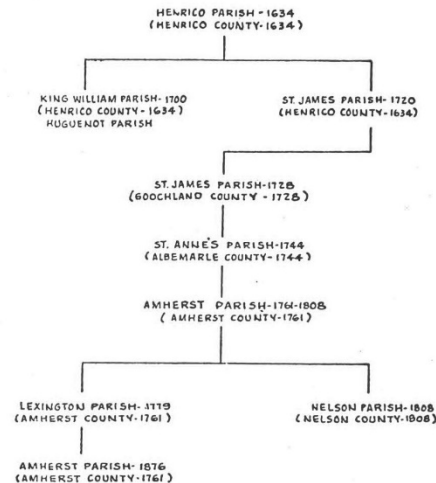 HENRICO PARISH-1634
(HENRICO COUNTY-1634)
KING WILLIAM PARISH-1700
(HENRICO COUNTY-1634)
HUGUENOT PARISH
ST. JAMES PARISH-1720
(HENRICO COUNTY-1634)
ST. JAMES PARISH-1728
(GOOCHLAND COUNTY-1728)
ST. ANNE'S PARISH-1744
(ALBEMARLE COUNTY-1744)
AMHERST PARISH-1761-1808
(AMHERST COUNTY-1761)
LEXINGTON PARISH-1779
(AMHERST COUNTY-1761)
NELSON PARISH-1808
(NELSON COUNTY-1808)
AMHERST PARISH-1876
(AMHERST COUNTY-1761)